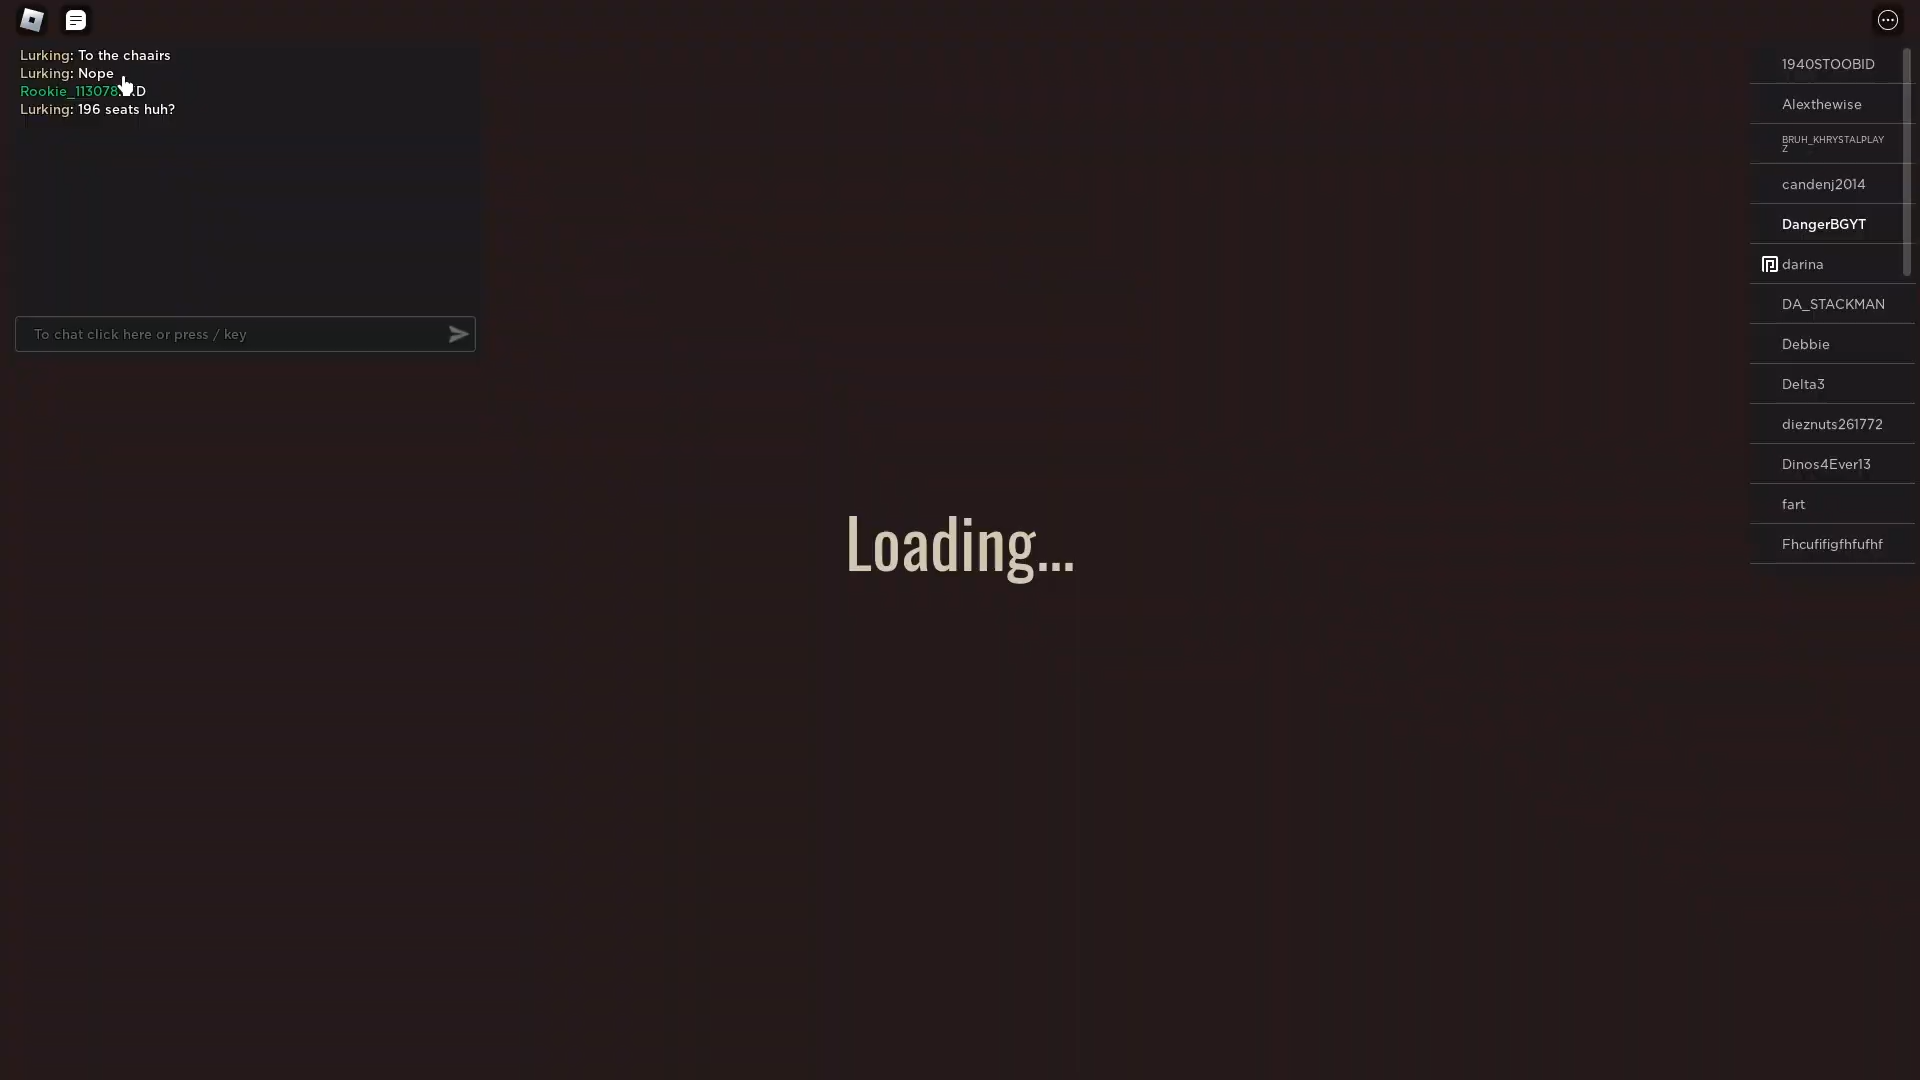 Lurking: To the chaairs
Lurking: Nope
Rookie_113078
Lurking: 196 seats huh?
To chat click here or press / key
Loading...
1940STOOBID
Alexthewise
BRUH_KHRYSTALPLAY
Z
candenj2014
DangerBGYT
darina
DA_STACKMAN
Debbie
Delta3
dieznuts261772
Dinos4Ever13
fart
Fhcufifigfhfufhf